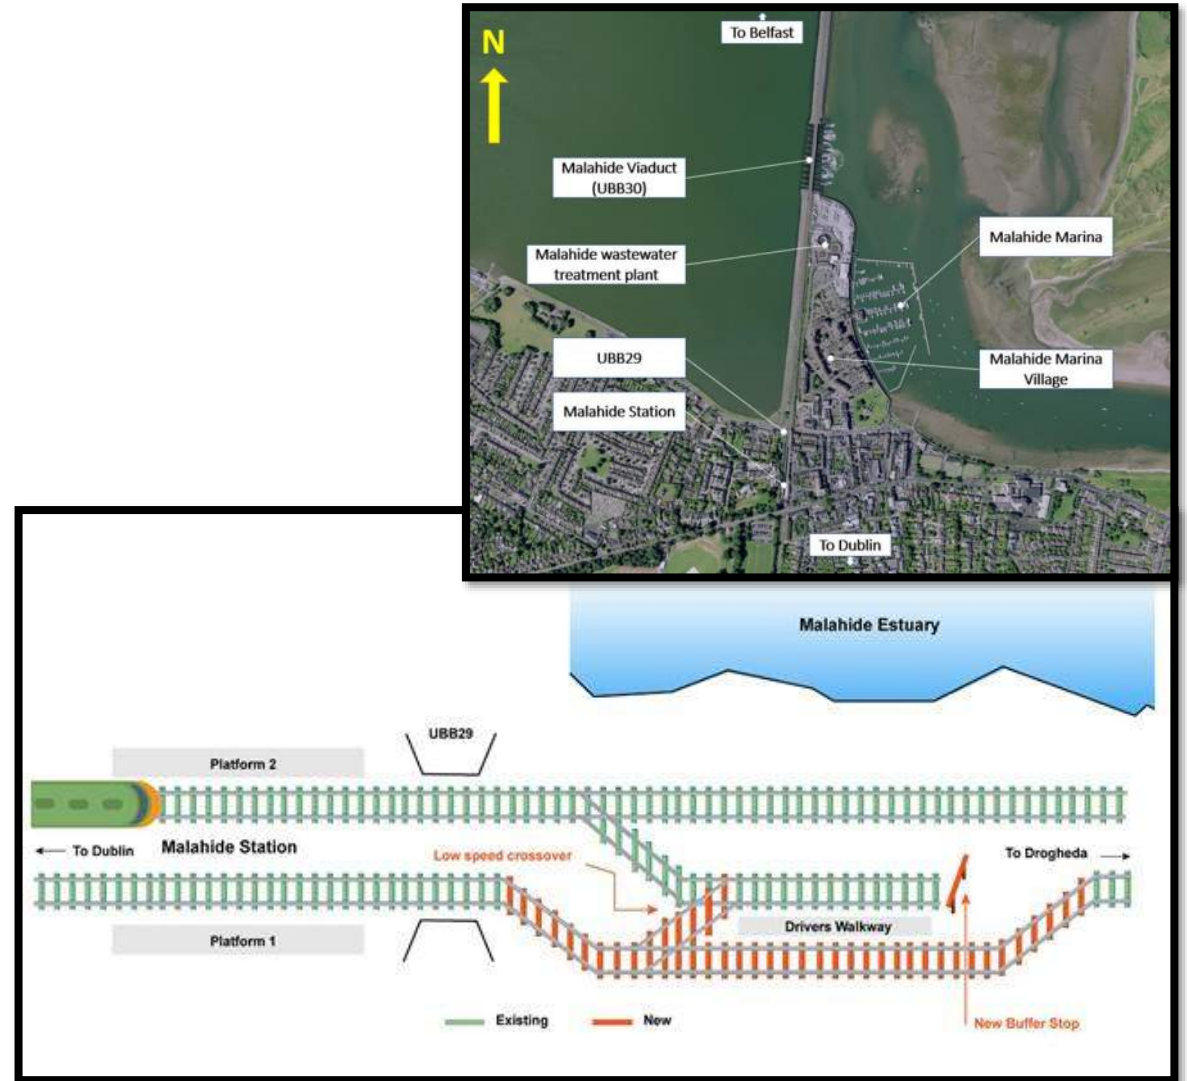 To Belfast
N
Malahide Viaduct
(UBB30)
Malahide Marina
Malahide wastewater
treatment plant
UBB29
Malahide Marina
Village
Malahide Station
To Dublin
Malahide Estuary
UBB29
Platform 2
To Dublin
Malahide Station
Low speed crossover
To Drogheda
Drivers Walkway
Platform 1
Existing
New
New Buffer Stop